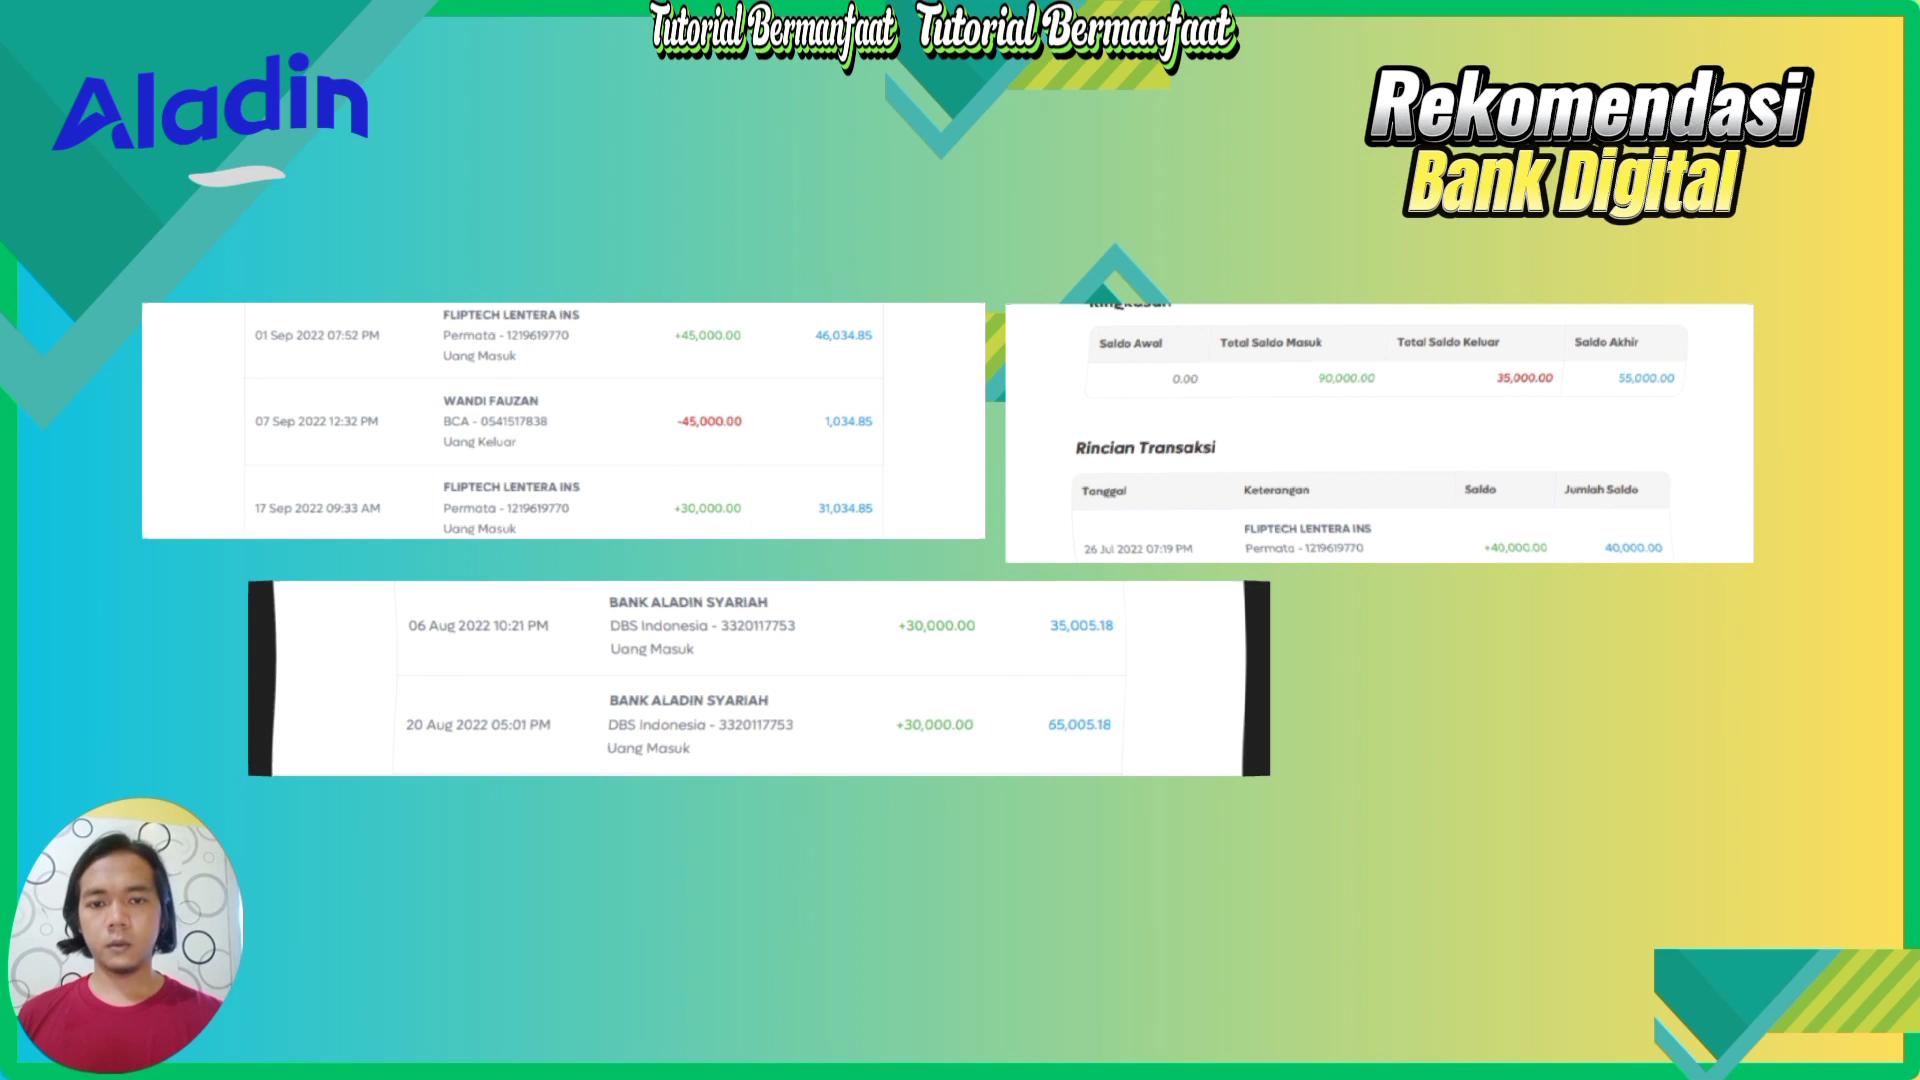 Tutorial Bermanfaat Tutorial Bermanfaat
Aladin
Rekomendasi
Bank Digital
FLIPTECH LENTERA INS
01 Sep 2022 07:52 PM Permata - 1219619770 +45,000.00 46,034.85
Uang Masuk
WANDI FAUZAN
07 Sep 2022 12:32 PM BCA - 0541517838 -45,000.00 1,034.85
Uang Keluar
FLIPTECH LENTERA INS
17 Sep 2022 09:33 AM Permata - 1219619770 +30,000.00 31,034.85
Uang Masuk
Ringkasan
Saldo Awal Total Saldo Masuk Total Saldo Keluar Saldo Akhir
0.00 90,000.00 35,000.00 55,000.00
Rincian Transaksi
Tanggal Keterangan Saldo Jumlah Saldo
FLIPTECH LENTERA INS
26 Jul 2022 07:19 PM Permata - 1219619770 +40,000.00 40,000.00
BANK ALADIN SYARIAH
06 Aug 2022 10:21 PM DBS Indonesia - 3320117753 +30,000.00 35,005.18
Uang Masuk
BANK ALADIN SYARIAH
20 Aug 2022 05:01 PM DBS Indonesia - 3320117753 +30,000.00 65,005.18
Uang Masuk